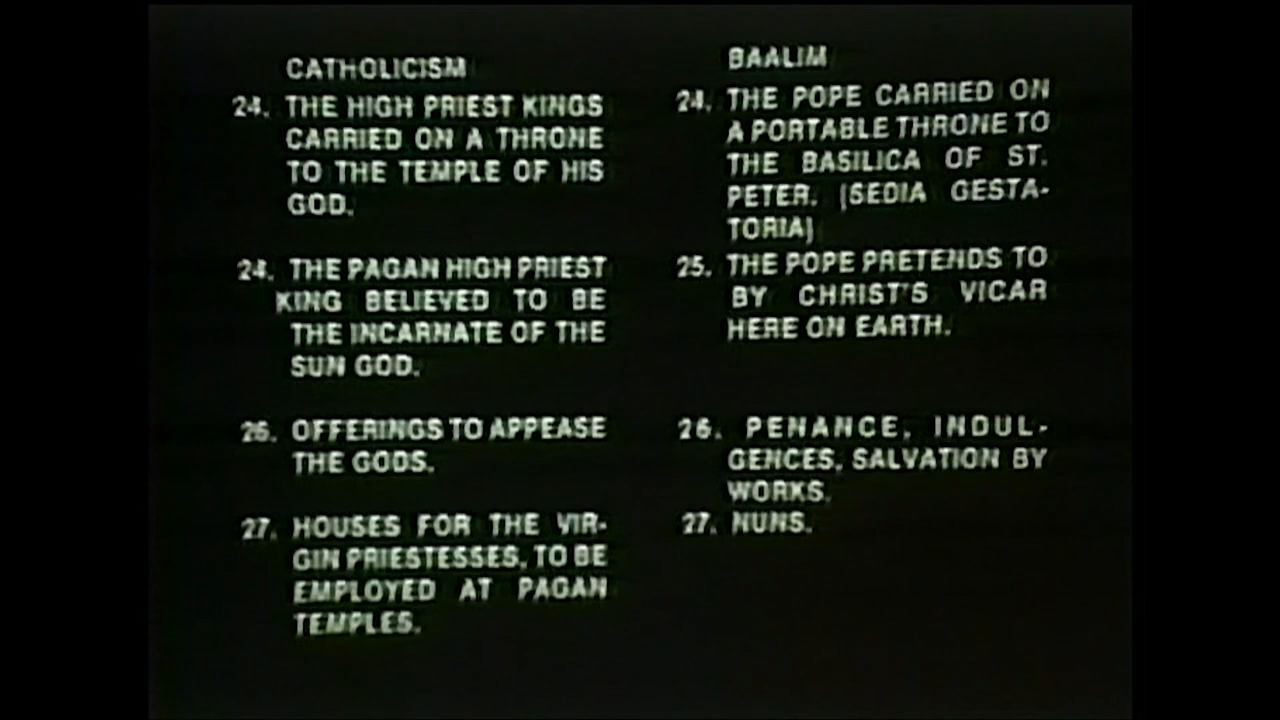 CATHOLICISM
24. THE HIGH PRIEST KINGS
CARRIED ON A THRONE
TO THE TEMPLE OF HIS
GOD.
24. THE PAGAN HIGH PRIEST
KING BELIEVED TO BE
THE INCARNATE OF THE
SUN GOD.
26. OFFERINGS TO APPEASE
THE GODS.
27. HOUSES FOR THE VIR-
GIN PRIESTESSES, TO BE
EMPLOYED AT PAGAN
TEMPLES.
BAALIM
24. THE POPE CARRIED ON
A PORTABLE THRONE TO
THE BASILICA OF ST.
PETER. (SEDIA GESTA-
TORIA)
25. THE POPE PRETENDS TO
BY CHRIST'S VICAR
HERE ON EARTH.
26. PENANCE, INDUL-
GENCES, SALVATION BY
WORKS.
27. NUNS.